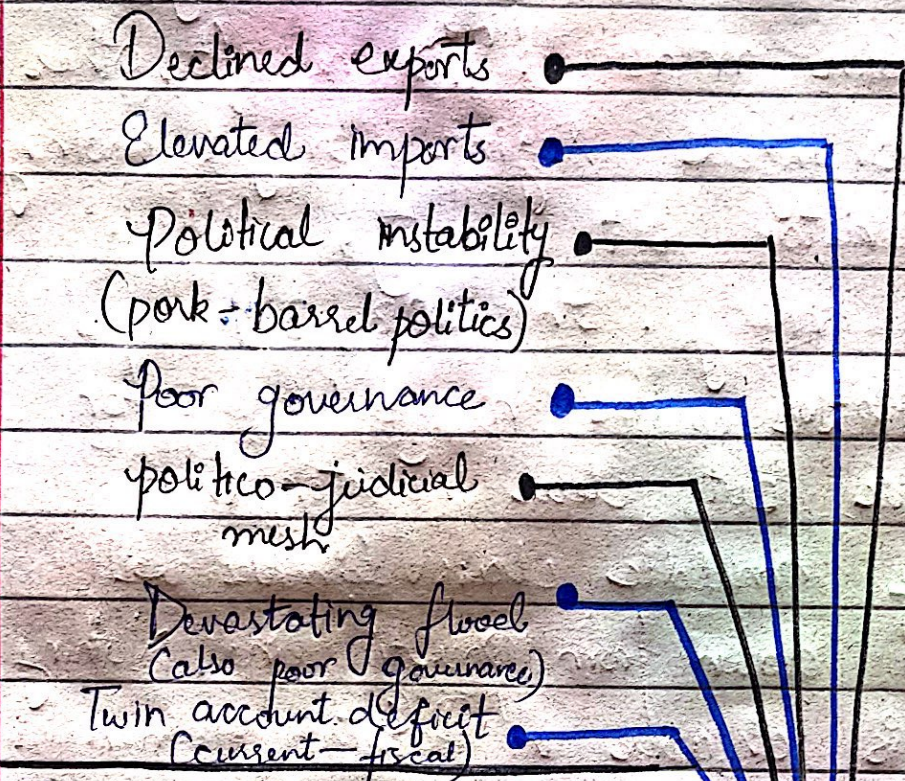 Declined exports
Elevated imports
Political instability
(pork-barrel politics)
Poor governance
politico-judicial
mesh
Devastating flood
(also poor governance)
Twin account deficit
(current-fiscal)